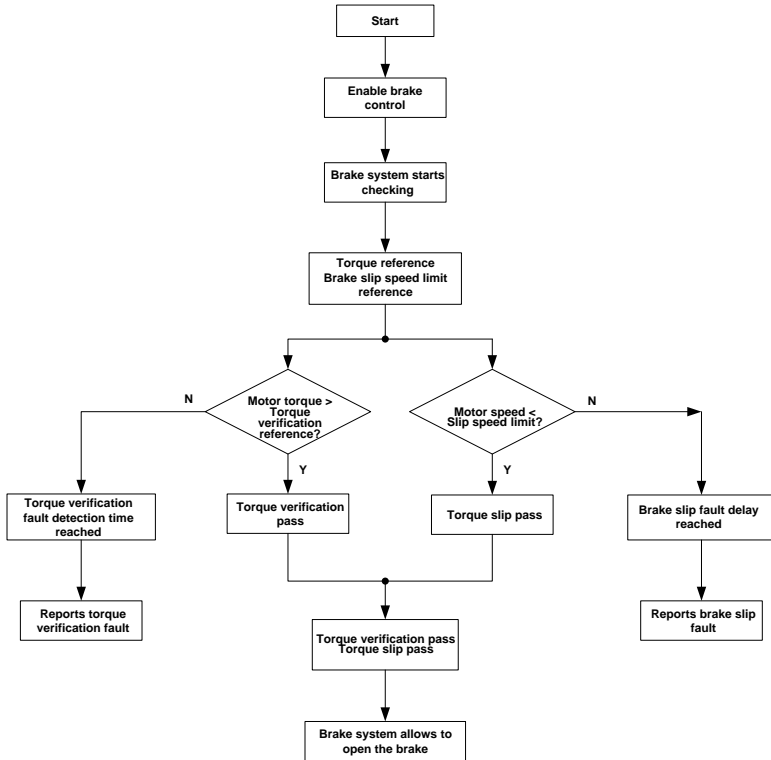 Start
Enable brake
control
Brake system starts
checking
Torque reference
Brake slip speed limit
reference
N
Motor torque >
Torque
verification
reference?
Motor speed <
Slip speed limit?
N
Y
Y
Torque verification
fault detection time
reached
Torque verification
pass
Torque slip pass
Brake slip fault delay
reached
Reports torque
verification fault
Reports brake slip
fault
Torque verification pass
Torque slip pass
Brake system allows to
open the brake